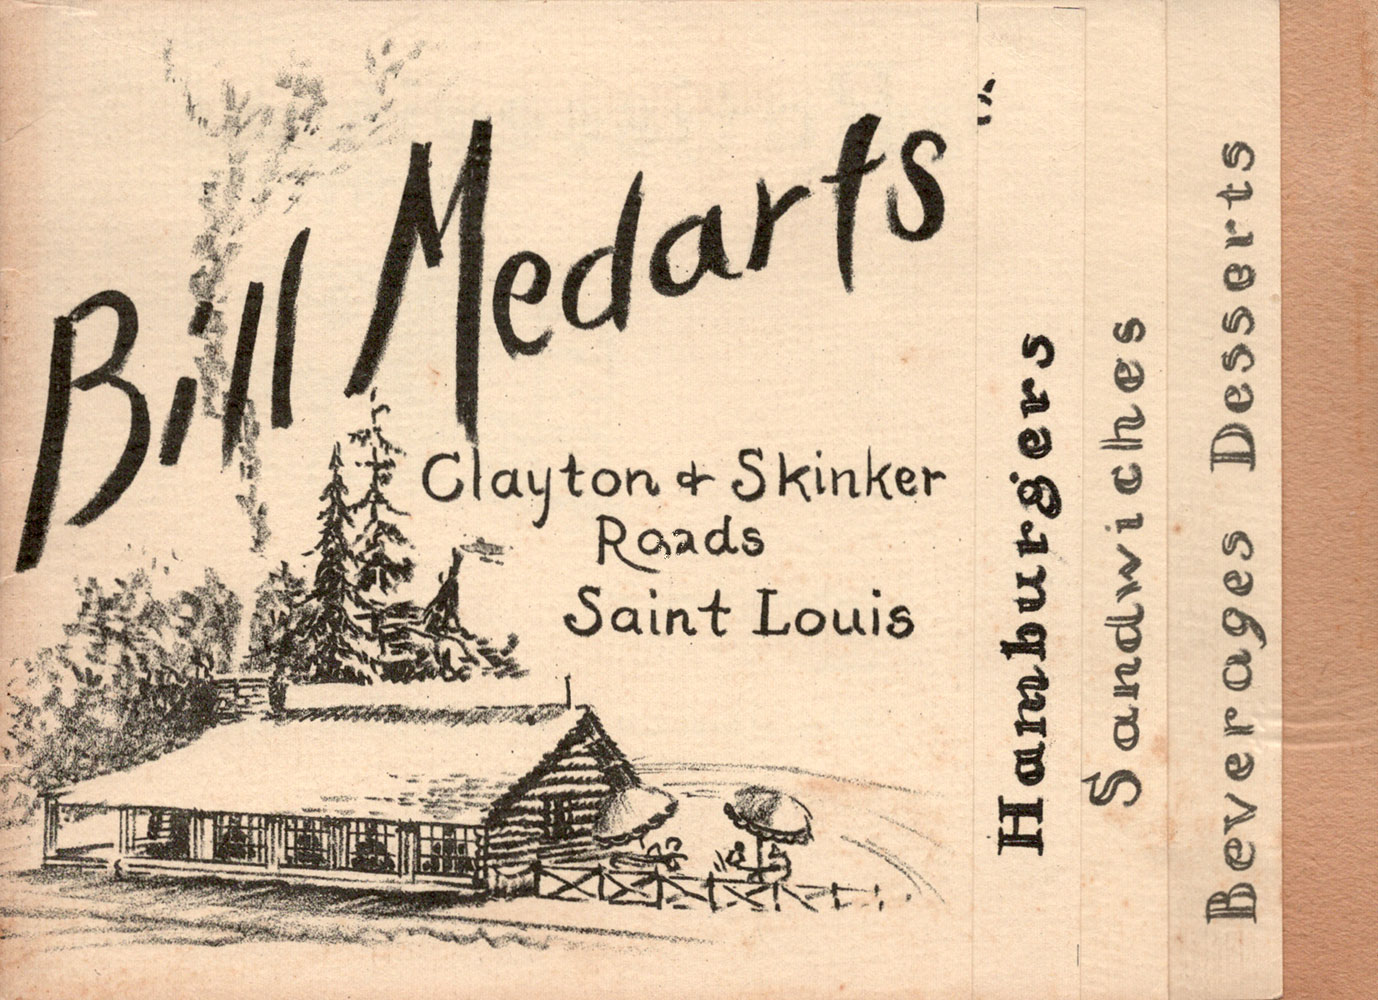 Bill Medarts"
Clayton & Skinker
Roads
Saint Louis
Hamburgers
Sandwiches
Beverages Desserts